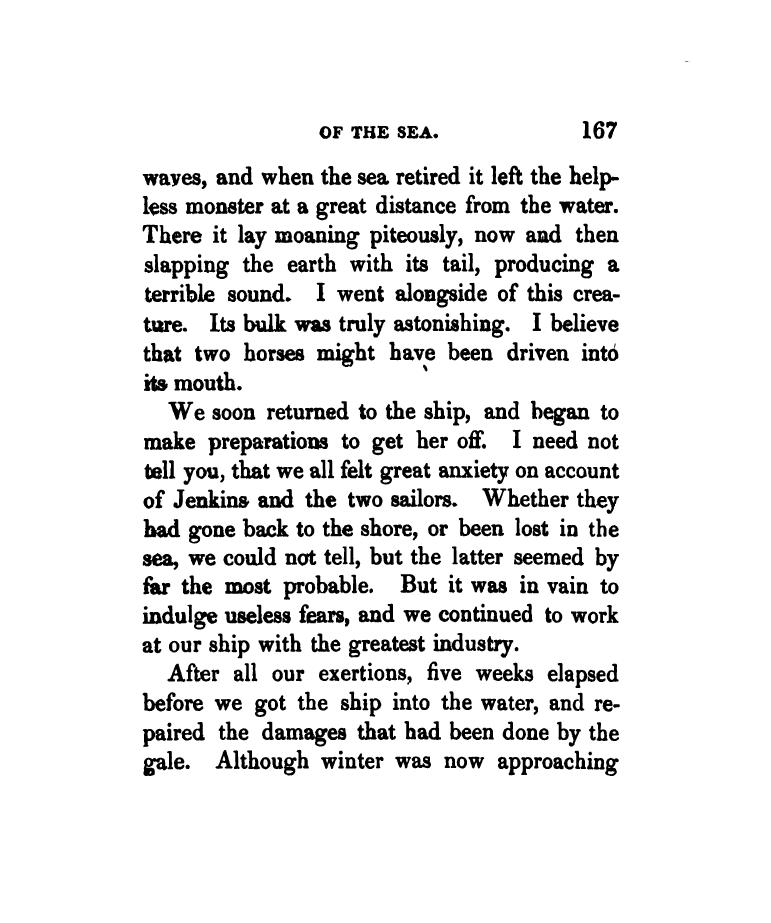 OF THE SEA. 167
waves, and when the sea retired it left the help-
less monster at a great distance from the water.
There it lay moaning piteously, now and then
slapping the earth with its tail, producing a
terrible sound. I went alongside of this crea-
ture. Its bulk was truly astonishing. I believe
that two horses might have been driven into
its mouth.
We soon returned to the ship, and began to
make preparations to get her off. I need not
tell you, that we all felt great anxiety on account
of Jenkins and the two sailors. Whether they
had gone back to the shore, or been lost in the
sea, we could not tell, but the latter seemed by
far the most probable. But it was in vain to
indulge useless fears, and we continued to work
at our ship with the greatest industry.
After all our exertions, five weeks elapsed
before we got the ship into the water, and re-
paired the damages that had been done by the
gale. Although winter was now approaching